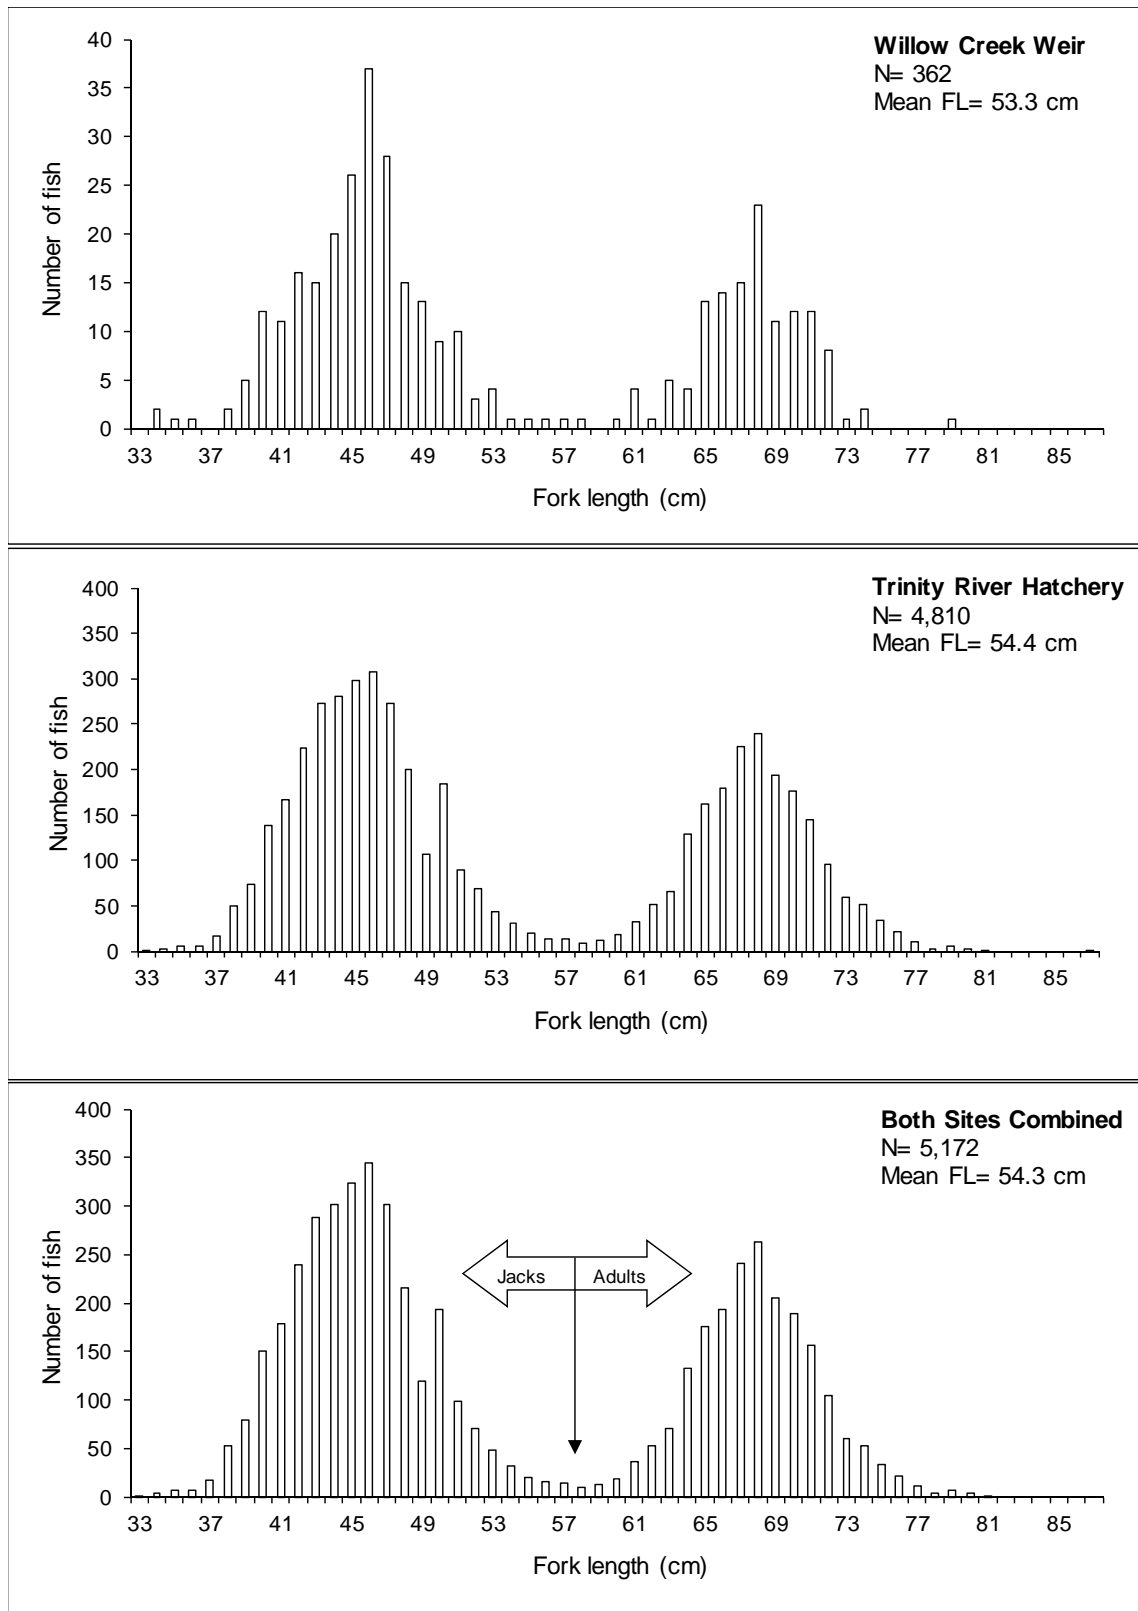 Willow Creek Weir
N= 362
Mean FL= 53.3 cm
40
35
30
25
20
15
10
5
0
Number of fish
33 37 41 45 49 53 57 61 65 69 73 77 81 85
Fork length (cm)
Trinity River Hatchery
N= 4,810
Mean FL= 54.4 cm
400
350
300
250
200
150
100
50
0
Number of fish
33 37 41 45 49 53 57 61 65 69 73 77 81 85
Fork length (cm)
Both Sites Combined
N= 5,172
Mean FL= 54.3 cm
400
350
300
250
200
150
100
50
0
Number of fish
Jacks Adults
33 37 41 45 49 53 57 61 65 69 73 77 81 85
Fork length (cm)